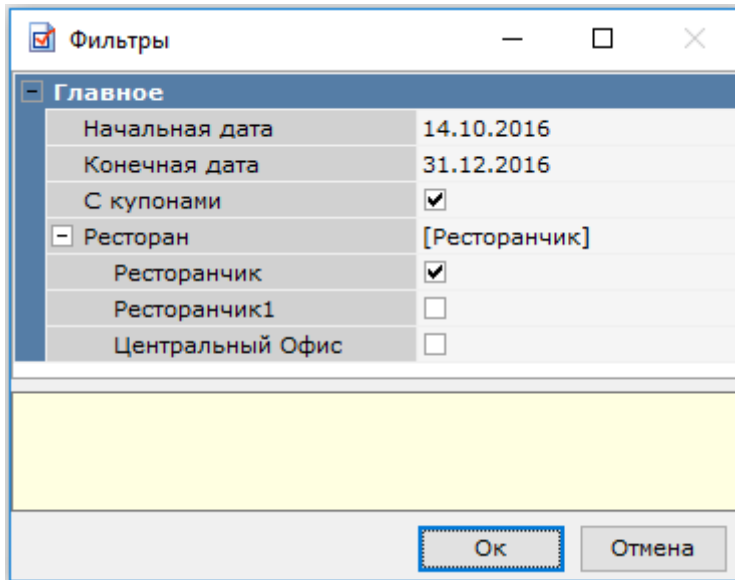 Фильтры
Главное
Начальная дата 14.10.2016
Конечная дата 31.12.2016
С купонами
Ресторан [Ресторанчик]
Ресторанчик
Ресторанчик1
Центральный Офис
Ок Отмена